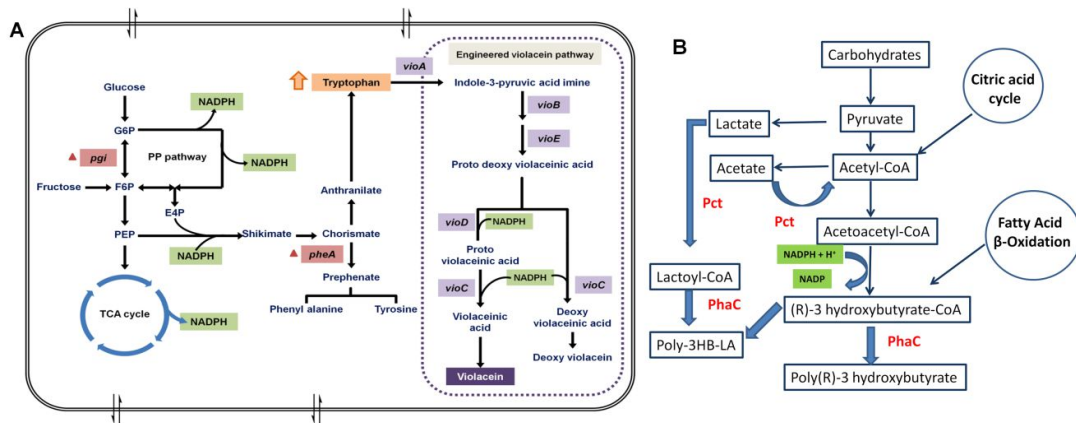 A
Engineered violacein pathway
vioA
Tryptophan
Indole-3-pyruvic acid imine
Glucose
NADPH
vioB
G6P
vioE
pgi
PP pathway
NADPH
Proto deoxy violaceinic acid
Fructose
F6P
Anthranilate
E4P
vioD
NADPH
PEP
Shikimate
Chorismate
NADPH
pheA
Proto
violaceinic acid
Prephenate
vioC
NADPH
vioC
TCA cycle
NADPH
Phenyl alanine
Tyrosine
Violaceinic
acid
Deoxy
violaceinic acid
Deoxy violacein
Violacein
B
Carbohydrates
Citric acid
cycle
Lactate
Pyruvate
Acetate
Acetyl-CoA
Pct
Pct
Acetoacetyl-CoA
Fatty Acid
β-Oxidation
NADPH + H⁺
NADP
Lactoyl-CoA
(R)-3 hydroxybutyrate-CoA
PhaC
PhaC
Poly-3HB-LA
Poly(R)-3 hydroxybutyrate